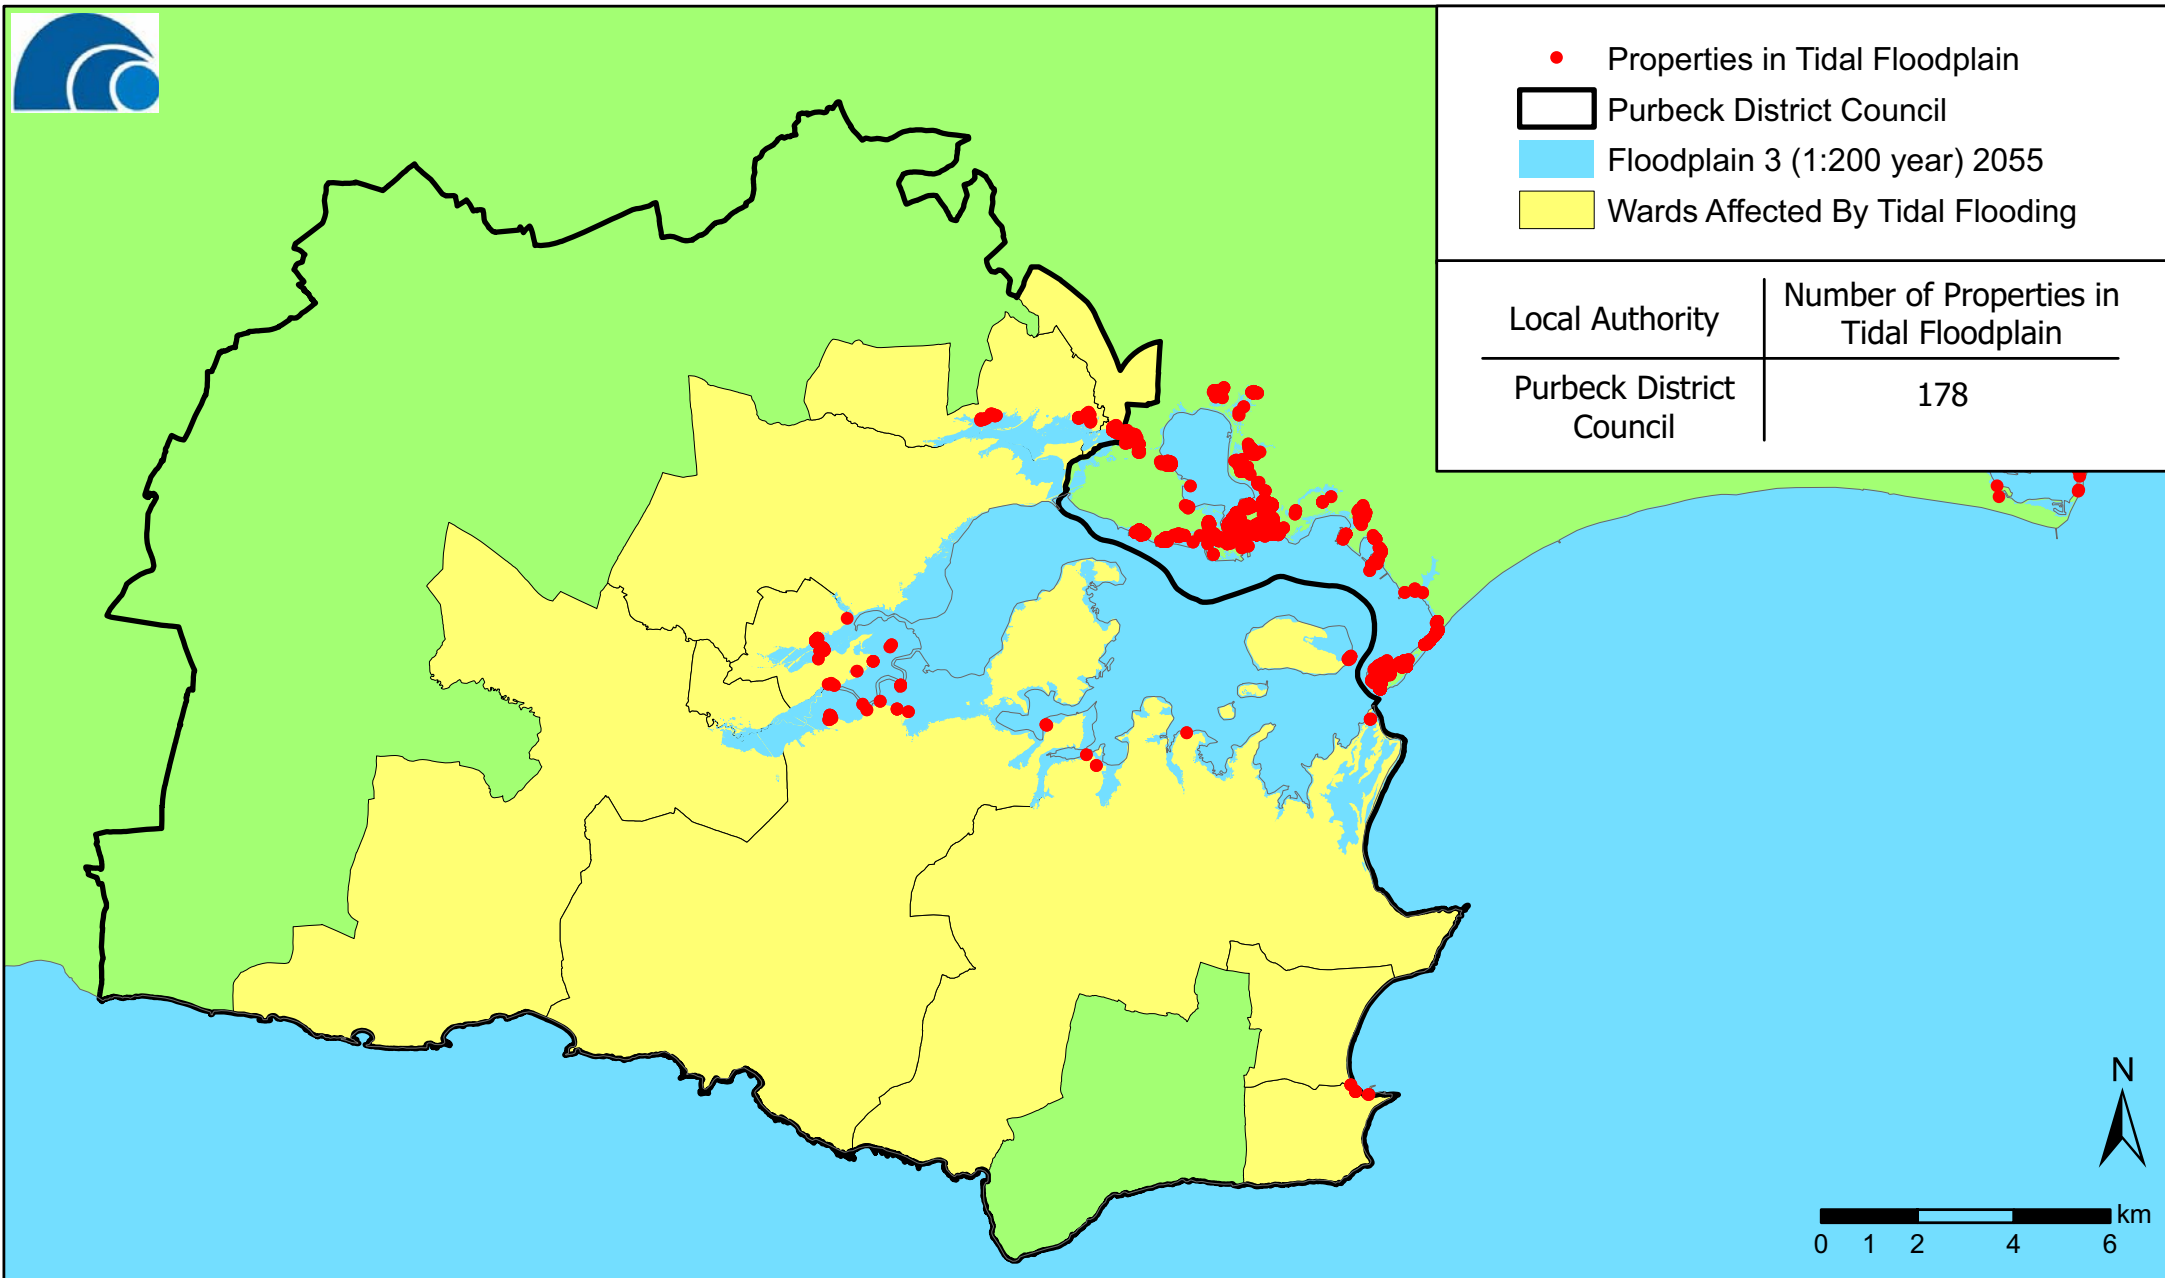 Properties in Tidal Floodplain
Purbeck District Council
Floodplain 3 (1:200 year) 2055
Wards Affected By Tidal Flooding
Local Authority
Number of Properties in
Tidal Floodplain
Purbeck District
Council
178
N
km
0 1 2 4 6